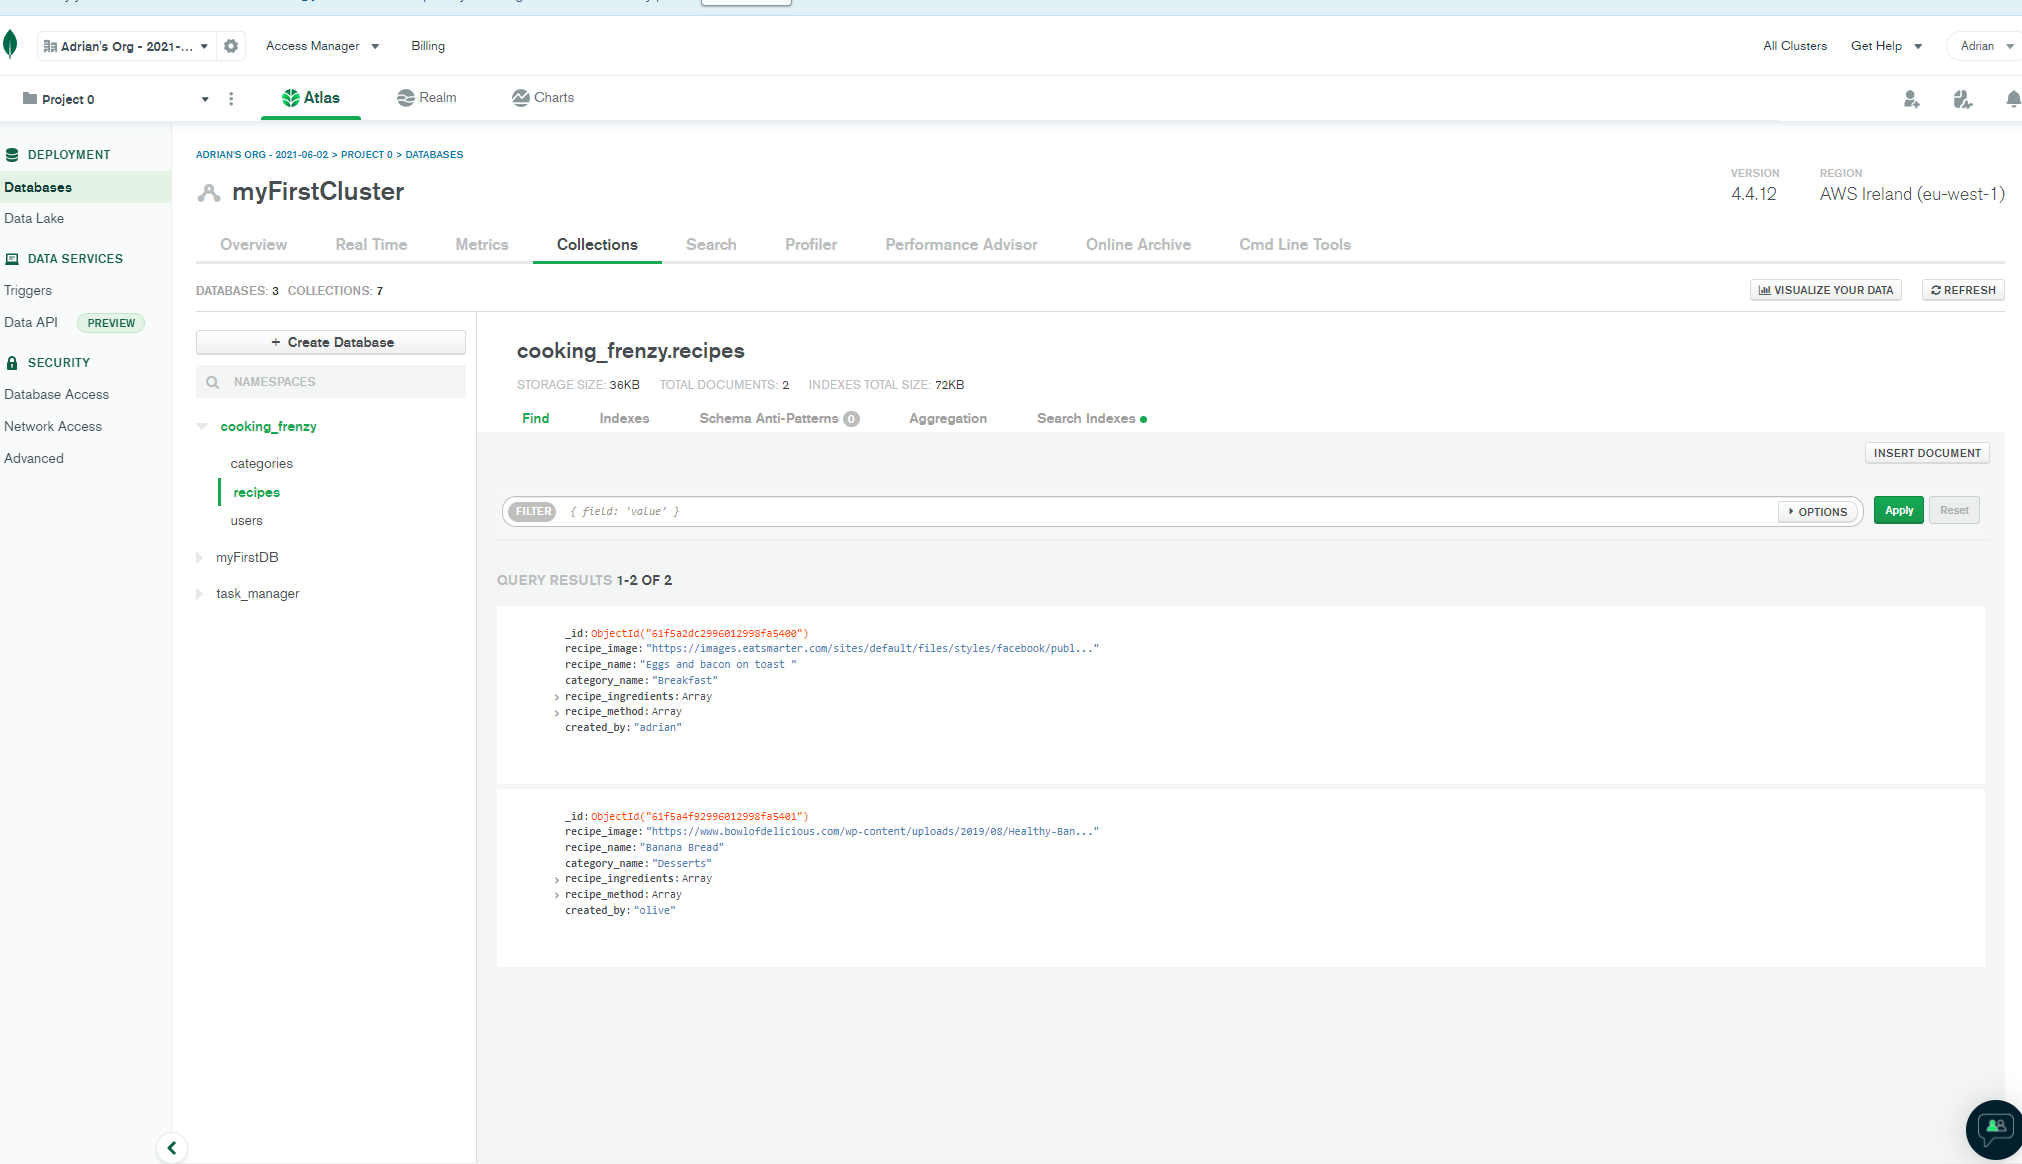 Adrian's Org - 2021-...
Access Manager
Billing
All Clusters
Get Help
Adrian
Project 0
Atlas
Realm
Charts
DEPLOYMENT
Databases
Data Lake
DATA SERVICES
Triggers
Data API PREVIEW
SECURITY
Database Access
Network Access
Advanced
ADRIAN'S ORG - 2021-06-02 > PROJECT 0 > DATABASES
myFirstCluster
VERSION
4.4.12
REGION
AWS Ireland (eu-west-1)
Overview
Real Time
Metrics
Collections
Search
Profiler
Performance Advisor
Online Archive
Cmd Line Tools
DATABASES: 3 COLLECTIONS: 7
VISUALIZE YOUR DATA
REFRESH
+ Create Database
NAMESPACES
cooking_frenzy
categories
recipes
users
myFirstDB
task_manager
cooking_frenzy.recipes
STORAGE SIZE: 36KB TOTAL DOCUMENTS: 2 INDEXES TOTAL SIZE: 72KB
Find
Indexes
Schema Anti-Patterns 0
Aggregation
Search Indexes
INSERT DOCUMENT
FILTER { field: 'value' }
OPTIONS
Apply
Reset
QUERY RESULTS 1-2 OF 2
_id: ObjectId("61f5a2dc2996012998fa5400")
recipe_image: "https://images.eatsmarter.com/sites/default/files/styles/facebook/publ..."
recipe_name: "Eggs and bacon on toast "
category_name: "Breakfast"
> recipe_ingredients: Array
> recipe_method: Array
created_by: "adrian"
_id: ObjectId("61f5a4f92996012998fa5401")
recipe_image: "https://www.bowlofdelicious.com/wp-content/uploads/2019/08/Healthy-Ban..."
recipe_name: "Banana Bread"
category_name: "Desserts"
> recipe_ingredients: Array
> recipe_method: Array
created_by: "olive"